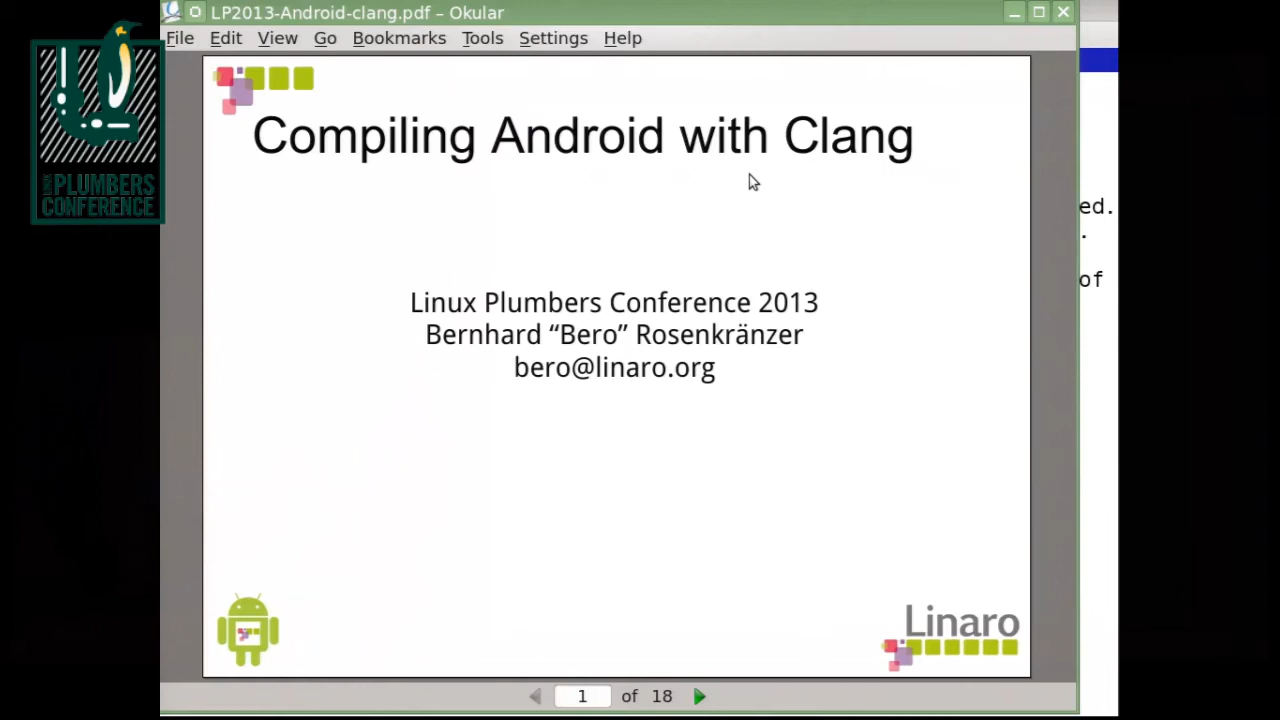 LP2013-Android-clang.pdf – Okular
File Edit View Go Bookmarks Tools Settings Help
LINUX PLUMBERS
CONFERENCE
Compiling Android with Clang
ed.
.
of
Linux Plumbers Conference 2013
Bernhard “Bero” Rosenkränzer
bero@linaro.org
Linaro
1 of 18